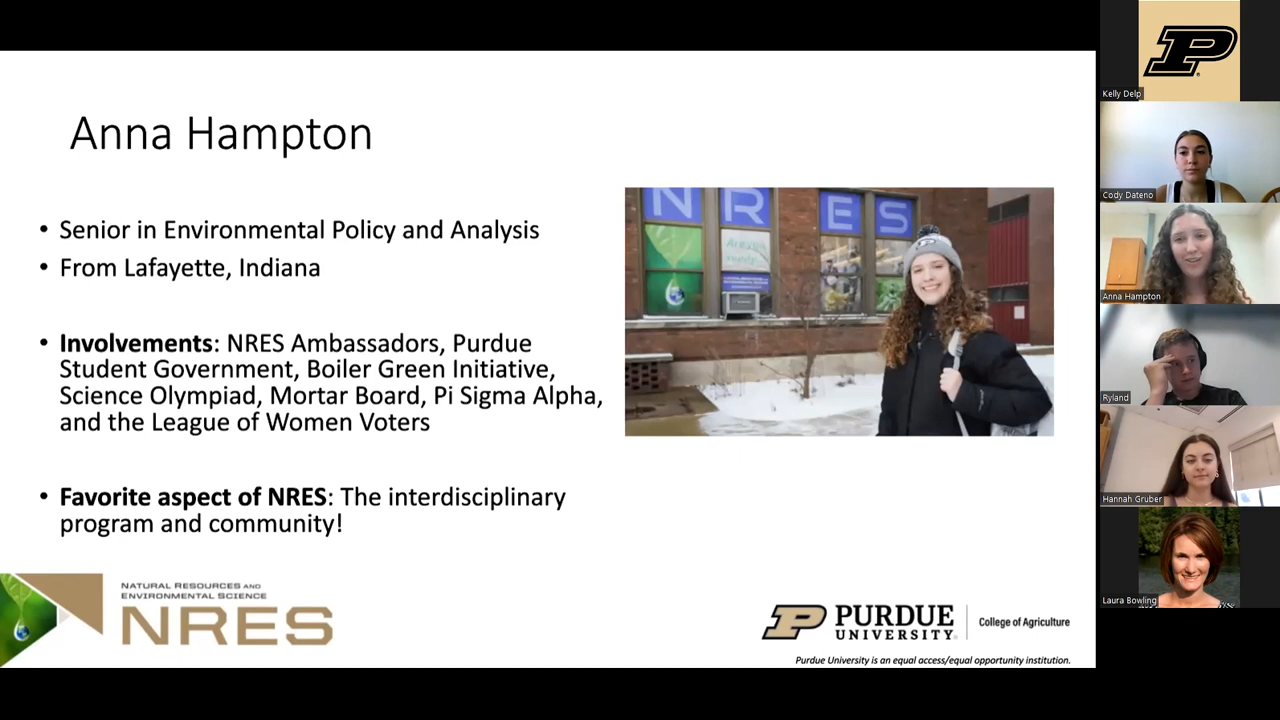 Anna Hampton
• Senior in Environmental Policy and Analysis
• From Lafayette, Indiana
• Involvements: NRES Ambassadors, Purdue
Student Government, Boiler Green Initiative,
Science Olympiad, Mortar Board, Pi Sigma Alpha,
and the League of Women Voters
• Favorite aspect of NRES: The interdisciplinary
program and community!
NRES
NATURAL RESOURCES AND
ENVIRONMENTAL SCIENCE
NRES
P PURDUE
UNIVERSITY.
College of Agriculture
Purdue University is an equal access/equal opportunity institution.
P
Kelly Delp
Cody Dateno
Anna Hampton
Ryland
Hannah Gruber
Laura Bowling